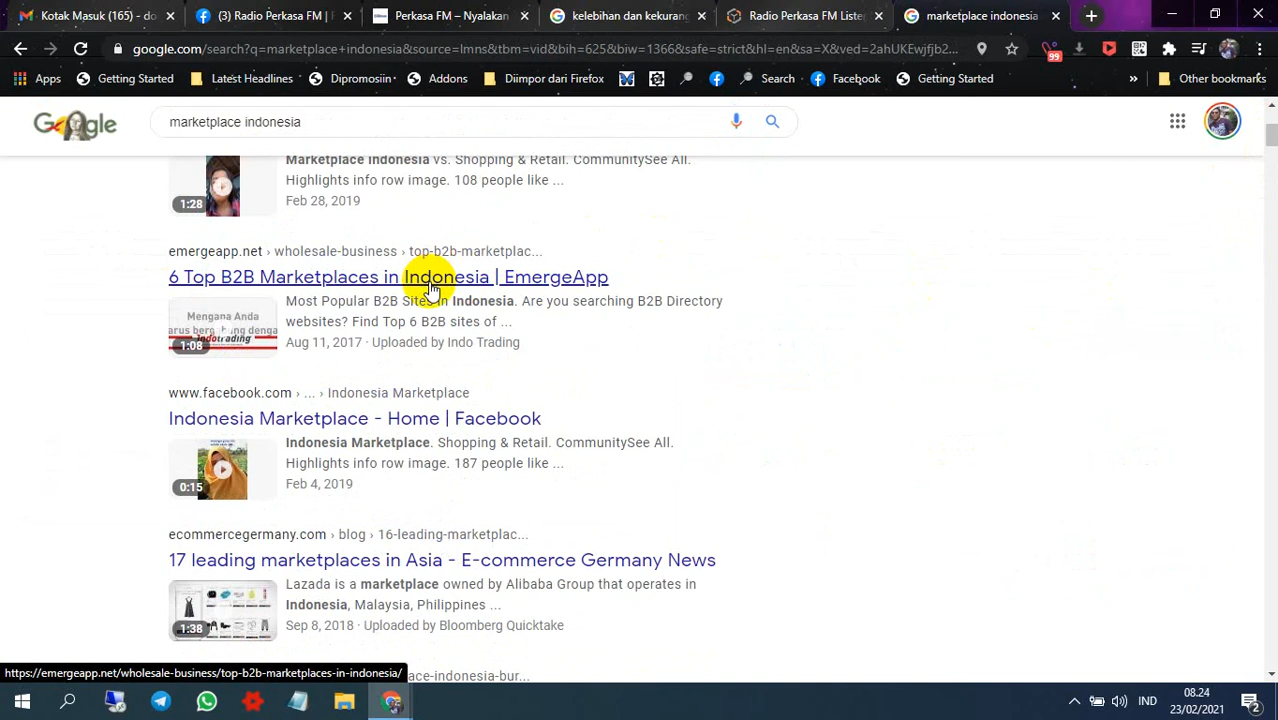 Kotak Masuk (165) - d
(3) Radio Perkasa FM |
Perkasa FM – Nyalakan
kelebihan dan kekurang
Radio Perkasa FM Liste
marketplace indonesia
google.com/search?q=marketplace+indonesia&source=lmns&tbm=vid&bih=625&biw=1366&safe=strict&hl=en&sa=X&ved=2ahUKEwjfjb2...
99
Apps
Getting Started
Latest Headlines
Dipromosiin
Addons
Diimpor dari Firefox
Search
Facebook
Getting Started
»
Other bookmarks
marketplace indonesia
Marketplace Indonesia vs. Shopping & Retail. CommunitySee All.
Highlights info row image. 108 people like ...
1:28
Feb 28, 2019
emergeapp.net › wholesale-business › top-b2b-marketplac...
6 Top B2B Marketplaces in Indonesia | EmergeApp
Most Popular B2B Sites in Indonesia. Are you searching B2B Directory
websites? Find Top 6 B2B sites of ...
Mengana Anda
Indotrading
1:08
Aug 11, 2017 · Uploaded by Indo Trading
www.facebook.com › ... › Indonesia Marketplace
Indonesia Marketplace - Home | Facebook
Indonesia Marketplace. Shopping & Retail. CommunitySee All.
Highlights info row image. 187 people like ...
0:15
Feb 4, 2019
ecommercegermany.com › blog › 16-leading-marketplac...
17 leading marketplaces in Asia - E-commerce Germany News
Lazada is a marketplace owned by Alibaba Group that operates in
Indonesia, Malaysia, Philippines ...
1:38
Sep 8, 2018 · Uploaded by Bloomberg Quicktake
https://emergeapp.net/wholesale-business/top-b2b-marketplaces-in-indonesia/
ace-indonesia-bur...
IND
08.24
23/02/2021
2